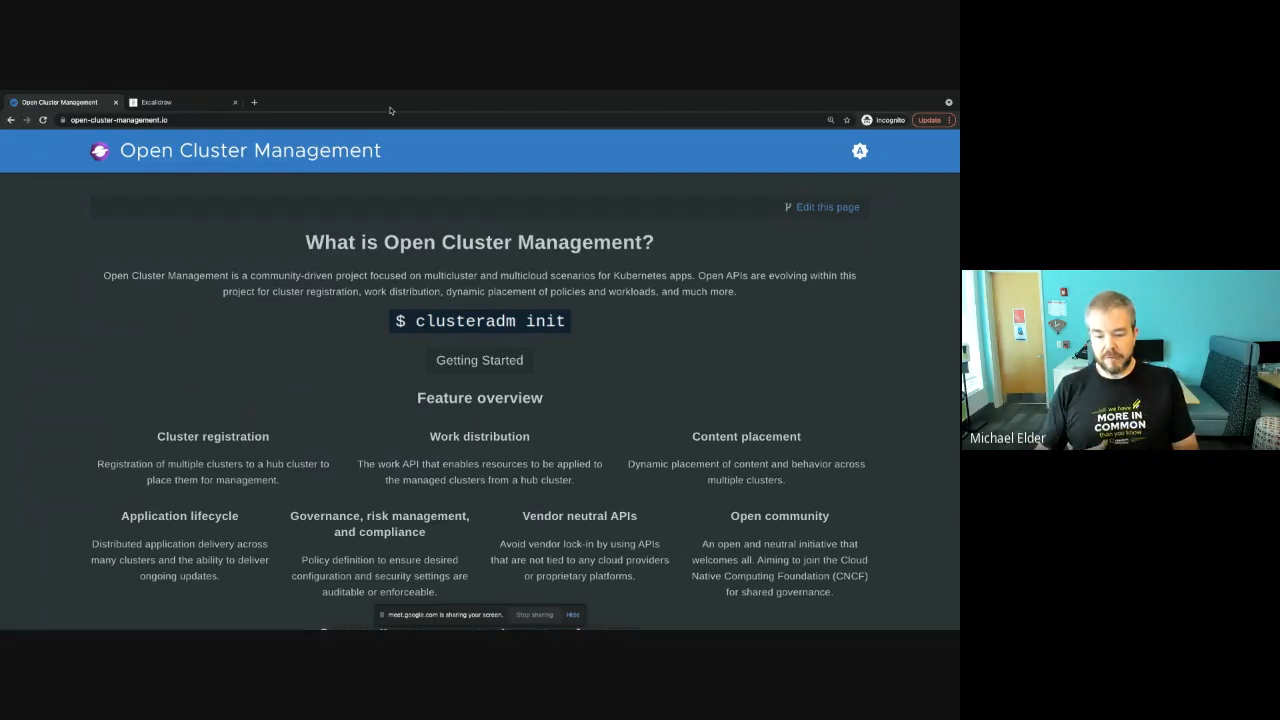 Open Cluster Management
Excalidraw
open-cluster-management.io
Incognito
Update
Open Cluster Management
A
Edit this page
What is Open Cluster Management?
Open Cluster Management is a community-driven project focused on multicluster and multicloud scenarios for Kubernetes apps. Open APIs are evolving within this
project for cluster registration, work distribution, dynamic placement of policies and workloads, and much more.
$ clusteradm init
Getting Started
Feature overview
Cluster registration
Registration of multiple clusters to a hub cluster to
place them for management.
Work distribution
The work API that enables resources to be applied to
the managed clusters from a hub cluster.
Content placement
Dynamic placement of content and behavior across
multiple clusters.
Application lifecycle
Distributed application delivery across
many clusters and the ability to deliver
ongoing updates.
Governance, risk management,
and compliance
Policy definition to ensure desired
configuration and security settings are
auditable or enforceable.
Vendor neutral APIs
Avoid vendor lock-in by using APIs
that are not tied to any cloud providers
or proprietary platforms.
Open community
An open and neutral initiative that
welcomes all. Aiming to join the Cloud
Native Computing Foundation (CNCF)
for shared governance.
meet.google.com is sharing your screen.
Stop sharing
Hide
we have
MORE IN
COMMON
than you know
Michael Elder